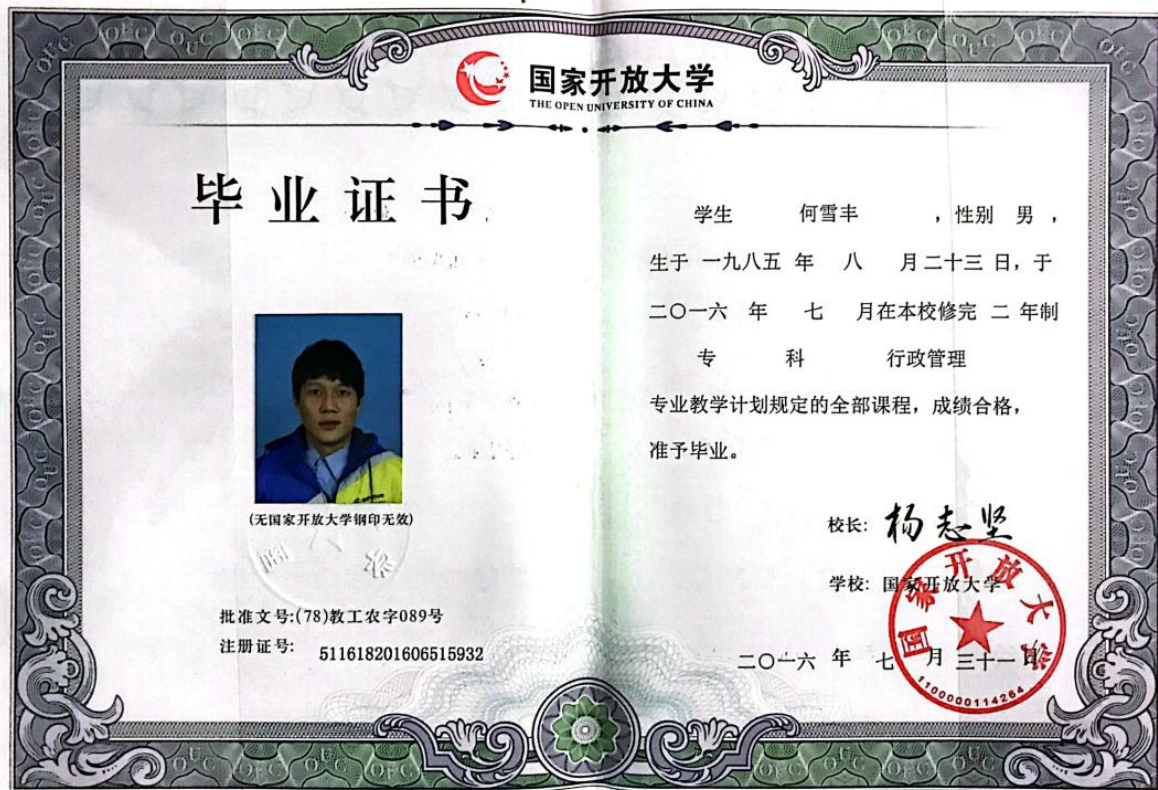 国家开放大学
THE OPEN UNIVERSITY OF CHINA
毕业证书
(无国家开放大学钢印无效)
批准文号:(78)教工农字089号
注册证号: 511618201606515932
学生 何雪丰 ，性别 男 ，
生于 一九八五 年 八 月二十三 日，于
二〇一六 年 七 月在本校修完 二 年制
专 科 行政管理
专业教学计划规定的全部课程，成绩合格，
准予毕业。
校长: 杨志坚
学校: 国家开放大学
二〇一六 年 七 月 三十一日
国家开放大学
1100000114264